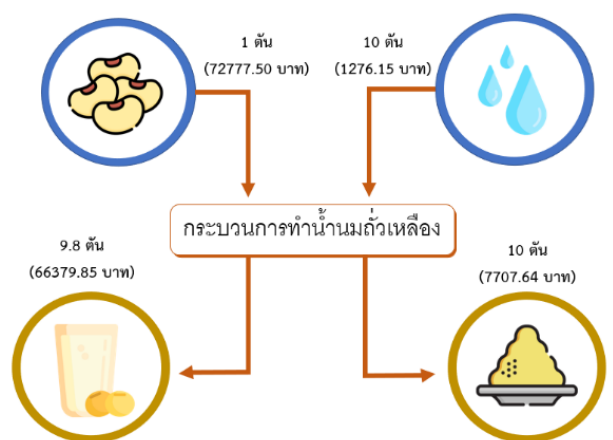 1 ตัน
(72777.50 บาท)
10 ตัน
(1276.15 บาท)
กระบวนการทำน้ำนมถั่วเหลือง
9.8 ตัน
(66379.85 บาท)
10 ตัน
(7707.64 บาท)